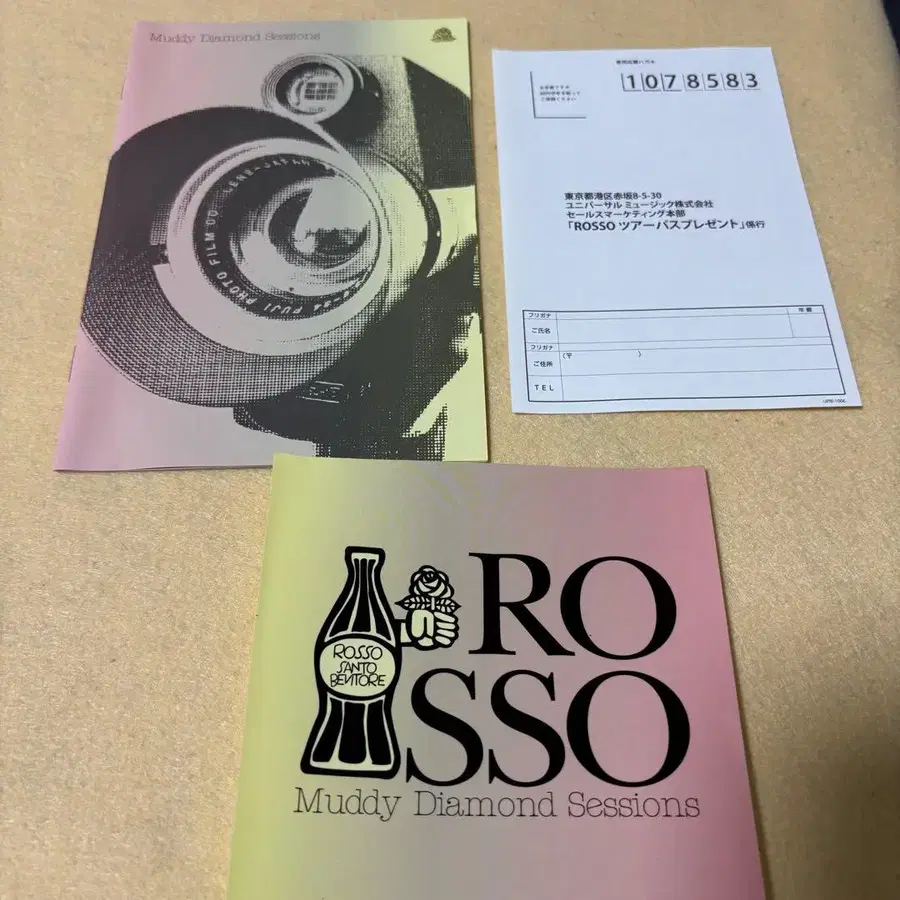 Muddy Diamond Sessions
FUJI PHOTO FILM CO. LENS-JAPAN
1078583
東京都港区赤坂8-5-30
ユニバーサル ミュージック株式会社
セールスマーケティング本部
「ROSSO ツアーパスプレゼント」係行
フリガナ
年齢
ご氏名
フリガナ
ご住所
(〒 )
TEL
RO
SSO
ROSSO
SANTO
BEVITORE
Muddy Diamond Sessions